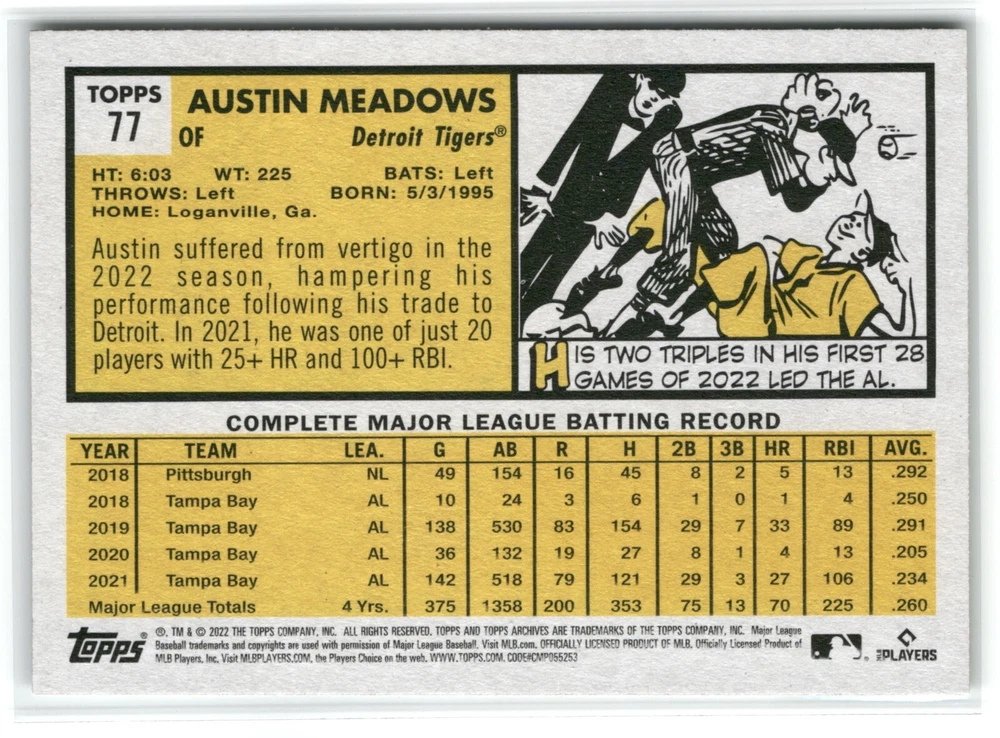 TOPPS
77
AUSTIN MEADOWS
OF
Detroit Tigers®
HT: 6:03 WT: 225 BATS: Left
THROWS: Left BORN: 5/3/1995
HOME: Loganville, Ga.
Austin suffered from vertigo in the
2022 season, hampering his
performance following his trade to
Detroit. In 2021, he was one of just 20
players with 25+ HR and 100+ RBI.
HIS TWO TRIPLES IN HIS FIRST 28
GAMES OF 2022 LED THE AL.
COMPLETE MAJOR LEAGUE BATTING RECORD
YEAR TEAM LEA. G AB R H 2B 3B HR RBI AVG.
2018 Pittsburgh NL 49 154 16 45 8 2 5 13 .292
2018 Tampa Bay AL 10 24 3 6 1 0 1 4 .250
2019 Tampa Bay AL 138 530 83 154 29 7 33 89 .291
2020 Tampa Bay AL 36 132 19 27 8 1 4 13 .205
2021 Tampa Bay AL 142 518 79 121 29 3 27 106 .234
Major League Totals 4 Yrs. 375 1358 200 353 75 13 70 225 .260
Topps®
®, TM & © 2022 THE TOPPS COMPANY, INC. ALL RIGHTS RESERVED. TOPPS AND TOPPS ARCHIVES ARE TRADEMARKS OF THE TOPPS COMPANY, INC. Major League
Baseball trademarks and copyrights are used with permission of Major League Baseball. Visit MLB.com. OFFICIALLY LICENSED PRODUCT OF MLB. Officially Licensed Product of
MLB Players, Inc. Visit MLBPLAYERS.COM, the Players Choice on the web. WWW.TOPPS.COM. CODE#CMP055253
MLB PLAYERS